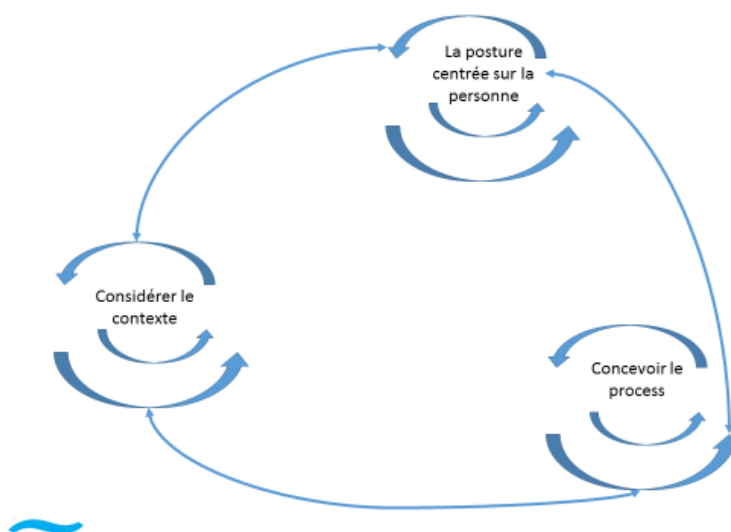 La posture
centrée sur la
personne
Considérer le
contexte
Concevoir le
process